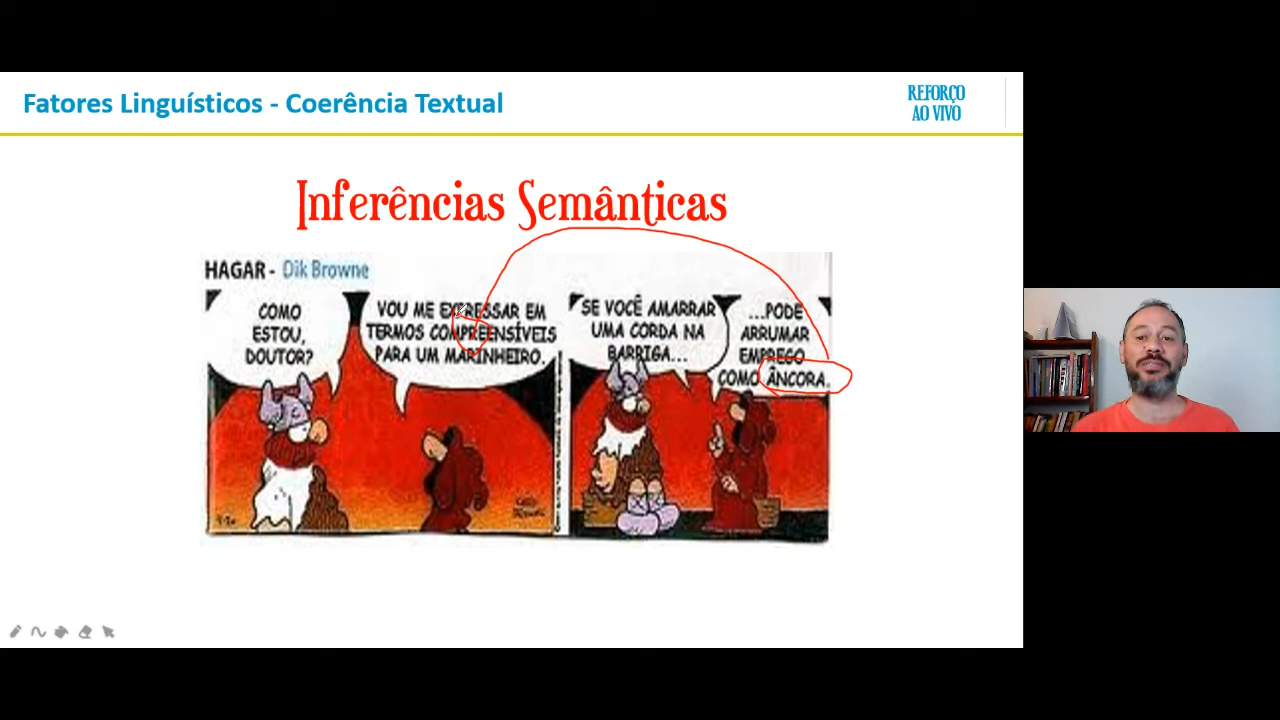 Fatores Linguísticos - Coerência Textual
REFORÇO
AO VIVO
Inferências Semânticas
HAGAR - Dik Browne
COMO
ESTOU,
DOUTOR?
VOU ME EXPRESSAR EM
TERMOS COMPREENSÍVEIS
PARA UM MARINHEIRO.
SE VOCÊ AMARRAR
UMA CORDA NA
BARRIGA...
...PODE
ARRUMAR
EMPREGO
COMO ÂNCORA.